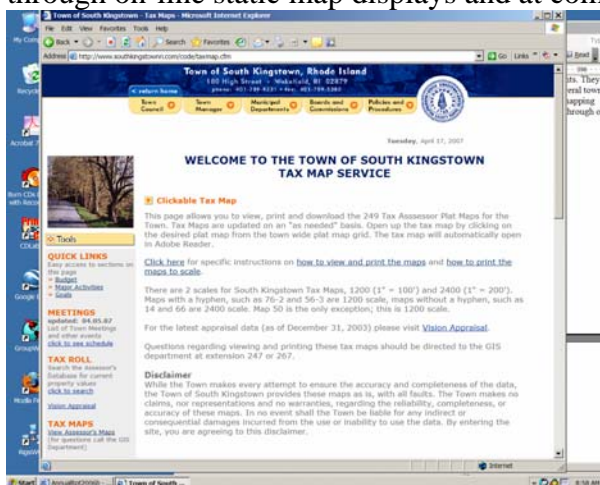 through on-line static map displays and at com
Town of South Kingstown - Tax Maps - Microsoft Internet Explorer
File Edit View Favorites Tools Help
Back Search Favorites
Address http://www.southkingstownri.com/code/taxmap.cfm Go Links
Town of South Kingstown, Rhode Island
180 High Street - Wakefield, RI 02879
< return home phone: 401-789-9331 • fax: 401-789-5280
Town Council Town Manager Municipal Departments Boards and Commissions Policies and Procedures
Tuesday, April 17, 2007
WELCOME TO THE TOWN OF SOUTH KINGSTOWN
TAX MAP SERVICE
Clickable Tax Map
This page allows you to view, print and download the 249 Tax Assessor Plat Maps for the
Town. Tax Maps are updated on an "as needed" basis. Open up the tax map by clicking on
the desired plat map from the town wide plat map grid. The tax map will automatically open
in Adobe Reader.
Click here for specific instructions on how to view and print the maps and how to print the
maps to scale.
There are 2 scales for South Kingstown Tax Maps, 1200 (1" = 100') and 2400 (1" = 200').
Maps with a hyphen, such as 76-2 and 56-3 are 1200 scale, maps without a hyphen, such as
14 and 66 are 2400 scale. Map 50 is the only exception; this is 1200 scale.
For the latest appraisal data (as of December 31, 2003) please visit Vision Appraisal.
Questions regarding viewing and printing these tax maps should be directed to the GIS
department at extension 247 or 267.
Disclaimer
While the Town makes every attempt to ensure the accuracy and completeness of the data,
the Town of South Kingstown provides these maps as is, with all faults. The Town makes no
claims, nor representations and no warranties, regarding the reliability, completeness, or
accuracy of these maps. In no event shall the Town be liable for any indirect or
consequential damages incurred from the use or inability to use the data. By entering the
site, you are agreeing to this disclaimer.
Tools
QUICK LINKS
Easy access to sections on
this page
Budget
Major Activities
Goals
MEETINGS
updated: 04.05.07
List of Town Meetings
and other events
click to see schedule
TAX ROLL
Search the Assessor's
Database for current
property values
click to search
Vision Appraisal
TAX MAPS
View Assessor's Maps
(for questions call the GIS
Department)
Internet
Start Town of South ... 8:58 AM